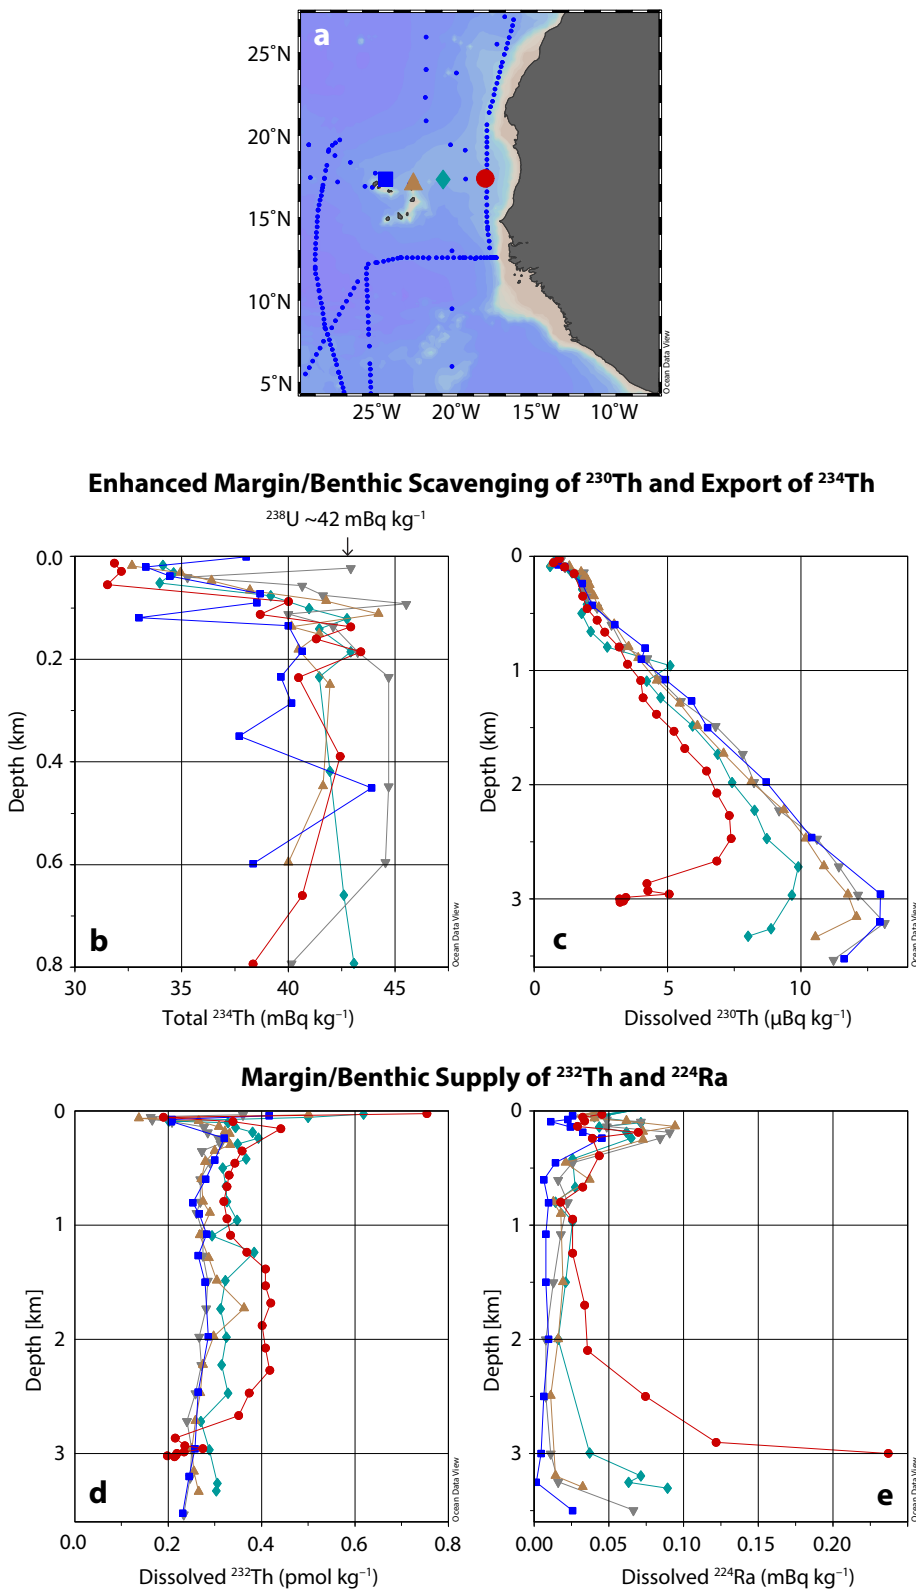 a
25˚N
20˚N
15˚N
10˚N
5˚N
25˚W 20˚W 15˚W 10˚W
Ocean Data View
Enhanced Margin/Benthic Scavenging of ²³⁰Th and Export of ²³⁴Th
²³⁸U ~42 mBq kg⁻¹
0.0
0.2
0.4
0.6
0.8
Depth (km)
b
30 35 40 45
Total ²³⁴Th (mBq kg⁻¹)
Ocean Data View
0
1
2
3
Depth (km)
c
0 5 10
Dissolved ²³⁰Th (µBq kg⁻¹)
Ocean Data View
Margin/Benthic Supply of ²³²Th and ²²⁴Ra
0
1
2
3
Depth [km]
d
0.0 0.2 0.4 0.6 0.8
Dissolved ²³²Th (pmol kg⁻¹)
Ocean Data View
0
1
2
3
Depth [km]
e
0.00 0.05 0.10 0.15 0.20
Dissolved ²²⁴Ra (mBq kg⁻¹)
Ocean Data View